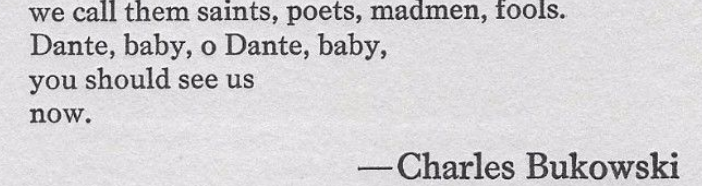 we call them saints, poets, madmen, fools.
Dante, baby, o Dante, baby,
you should see us
now.
—Charles Bukowski